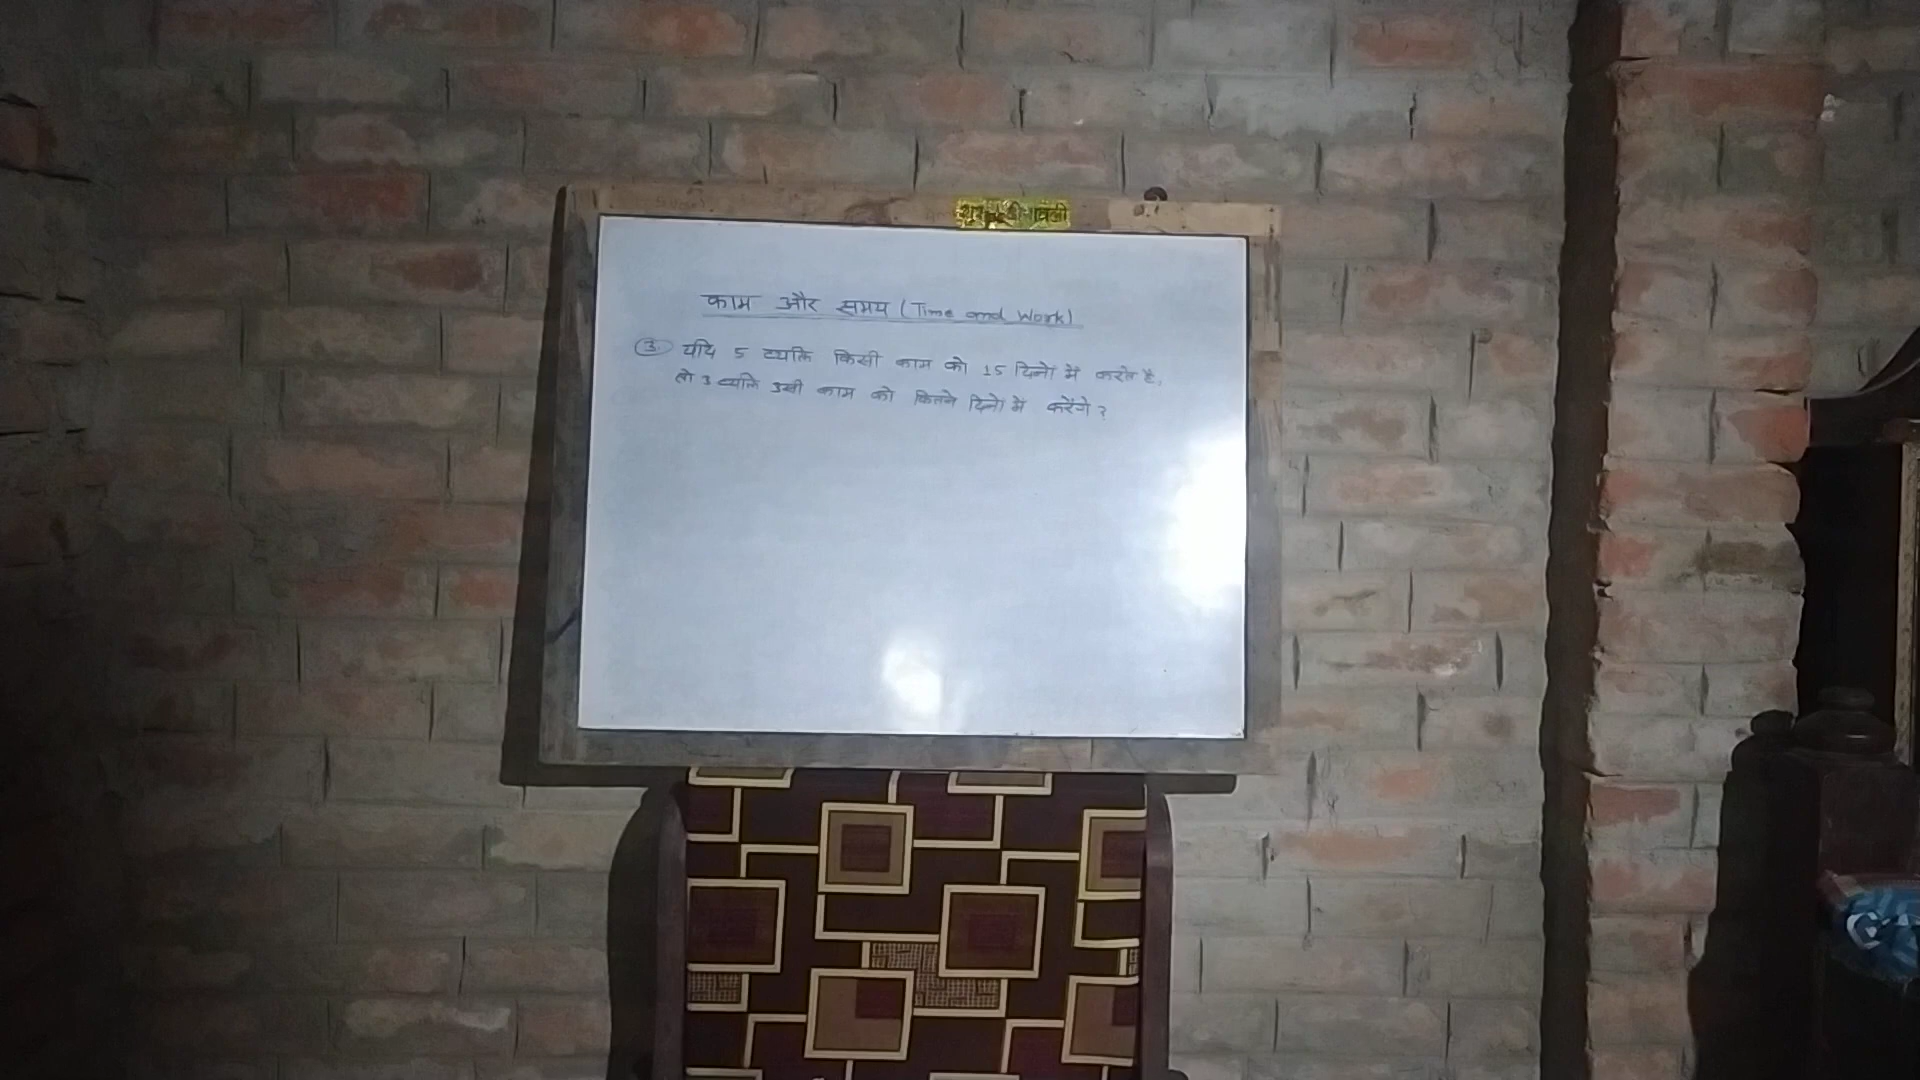 काम और समय (Time and Work)
③ यदि 5 व्यक्ति किसी काम को 15 दिनों में करते है,
तो 3 व्यक्ति उसी काम को कितने दिनों में करेंगे ?